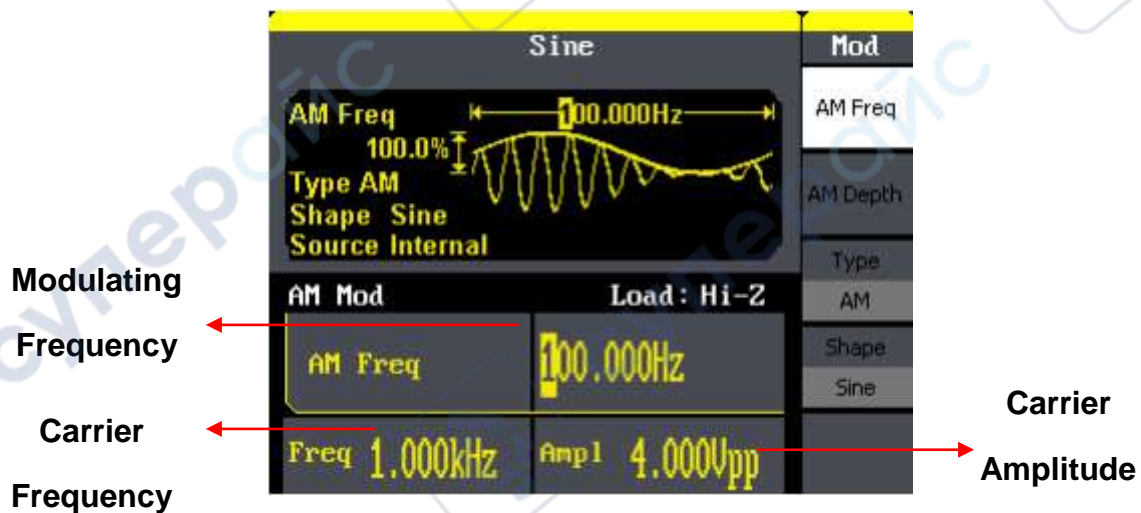 Sine
Mod
AM Freq
100.000Hz
100.0%
Type AM
Shape Sine
Source Internal
AM Freq
AM Depth
Type
AM
Shape
Sine
AM Mod
Load: Hi-Z
AM Freq
100.000Hz
Freq 1.000kHz
Ampl 4.000Vpp
Modulating
Frequency
Carrier
Frequency
Carrier
Amplitude